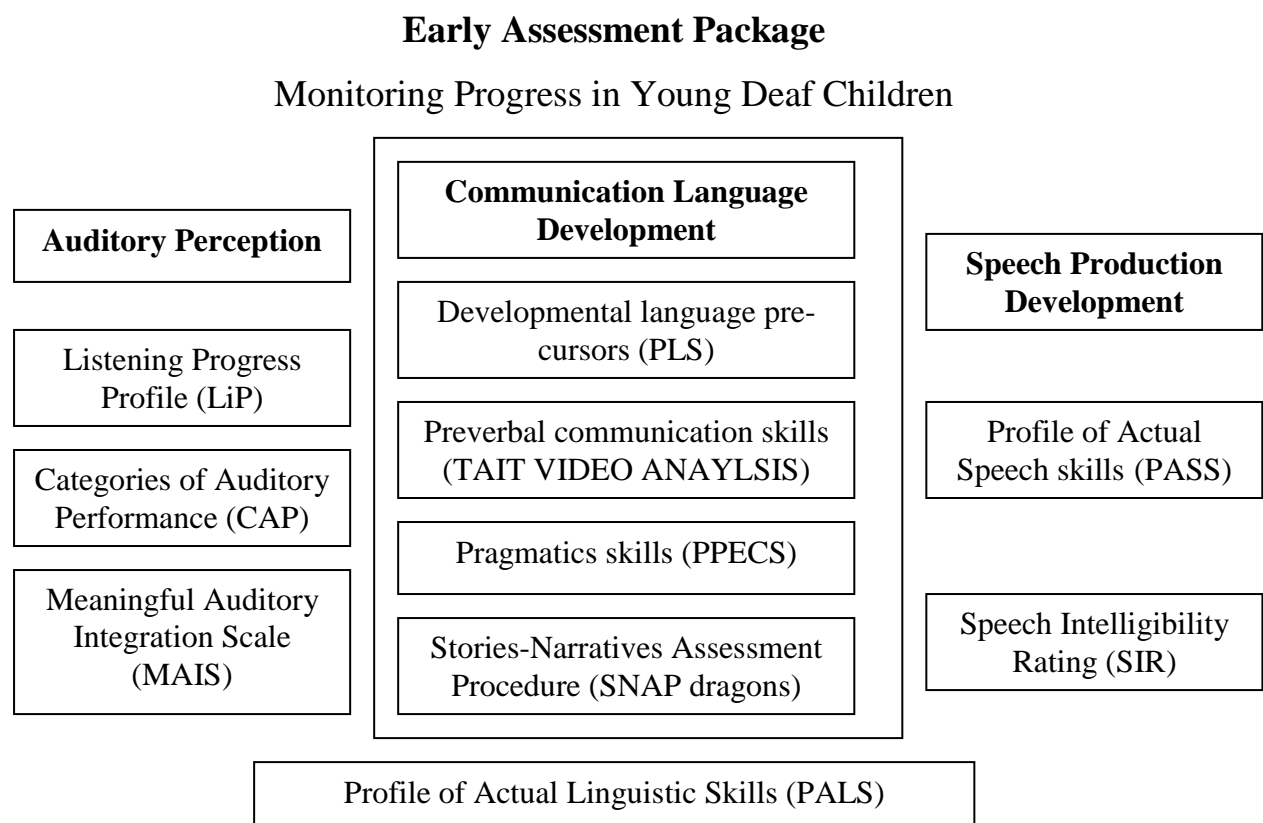 Early Assessment Package
Monitoring Progress in Young Deaf Children
Auditory Perception
Listening Progress
Profile (LiP)
Categories of Auditory
Performance (CAP)
Meaningful Auditory
Integration Scale
(MAIS)
Communication Language
Development
Developmental language pre-
cursors (PLS)
Preverbal communication skills
(TAIT VIDEO ANAYLSIS)
Pragmatics skills (PPECS)
Stories-Narratives Assessment
Procedure (SNAP dragons)
Speech Production
Development
Profile of Actual
Speech skills (PASS)
Speech Intelligibility
Rating (SIR)
Profile of Actual Linguistic Skills (PALS)